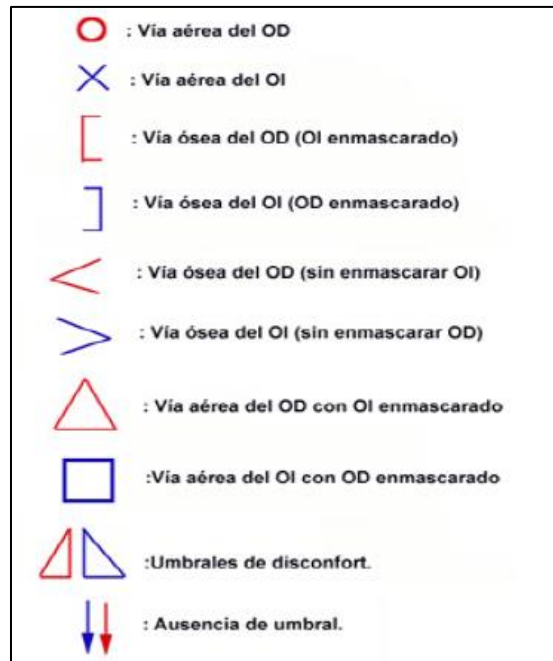 : Vía aérea del OD
: Vía aérea del OI
: Vía ósea del OD (OI enmascarado)
: Vía ósea del OI (OD enmascarado)
: Vía ósea del OD (sin enmascarar OI)
: Vía ósea del OI (sin enmascarar OD)
: Vía aérea del OD con OI enmascarado
:Vía aérea del OI con OD enmascarado
:Umbrales de disconfort.
: Ausencia de umbral.